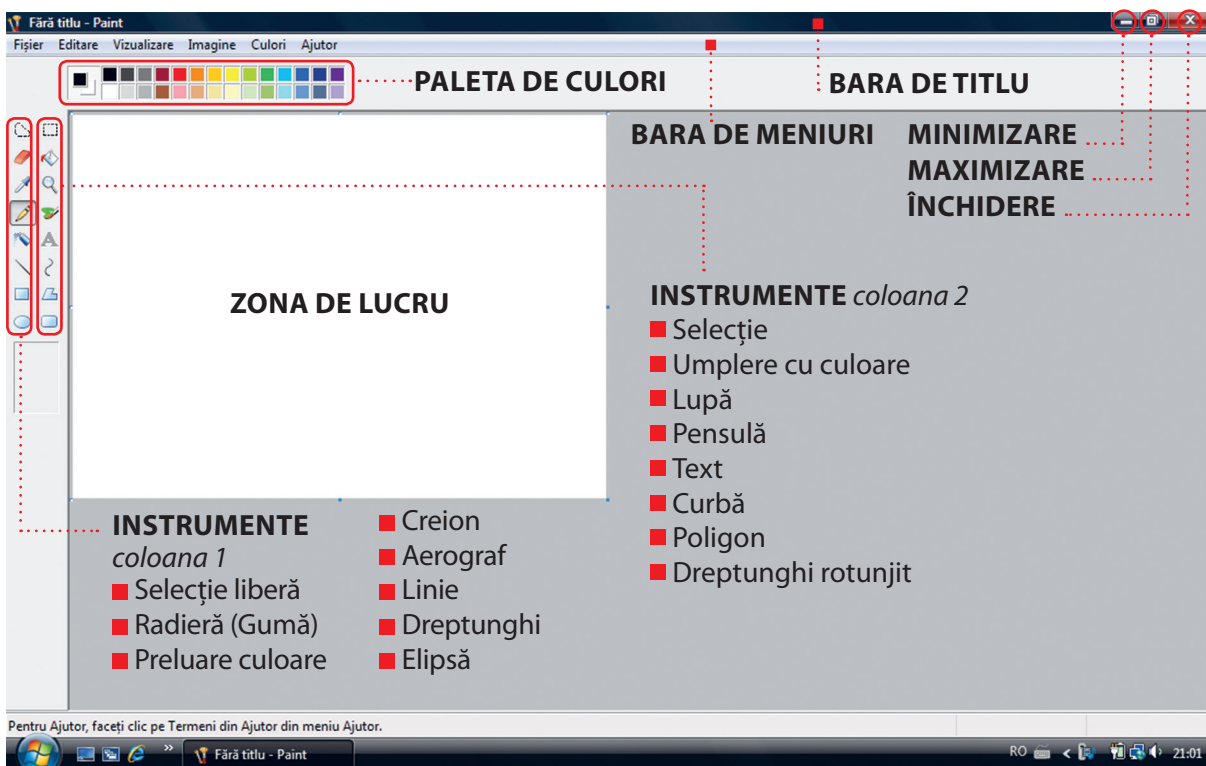 Fără titlu - Paint
Fișier Editare Vizualizare Imagine Culori Ajutor
PALETA DE CULORI
BARA DE TITLU
BARA DE MENIURI
MINIMIZARE
MAXIMIZARE
ÎNCHIDERE
A
ZONA DE LUCRU
INSTRUMENTE coloana 2
Selecție
Umplere cu culoare
Lupă
Pensulă
Text
Curbă
Poligon
Dreptunghi rotunjit
INSTRUMENTE
coloana 1
Selecție liberă
Radieră (Gumă)
Preluare culoare
Creion
Aerograf
Linie
Dreptunghi
Elipsă
Pentru Ajutor, faceți clic pe Termeni din Ajutor din meniu Ajutor.
Fără titlu - Paint
RO
21:01